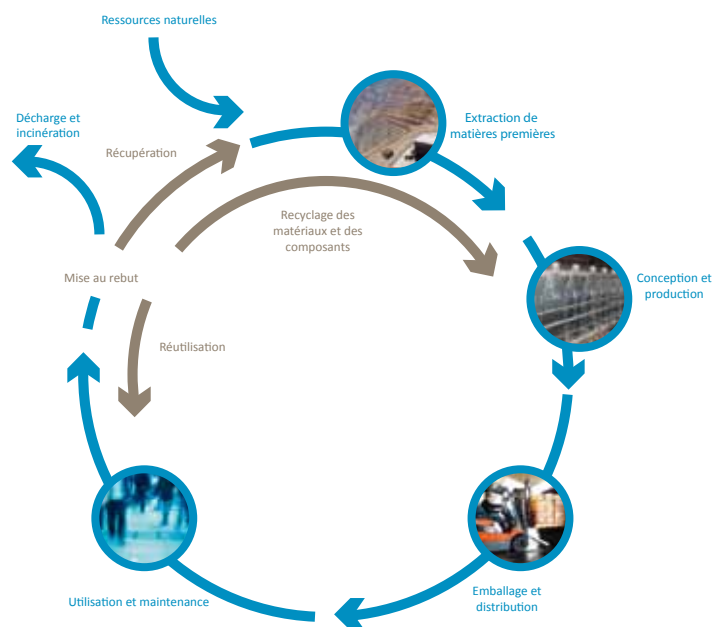 Ressources naturelles
Décharge et
incinération
Récupération
Extraction de
matières premières
Recyclage des
matériaux et des
composants
Mise au rebut
Conception et
production
Réutilisation
Utilisation et maintenance
Emballage et
distribution